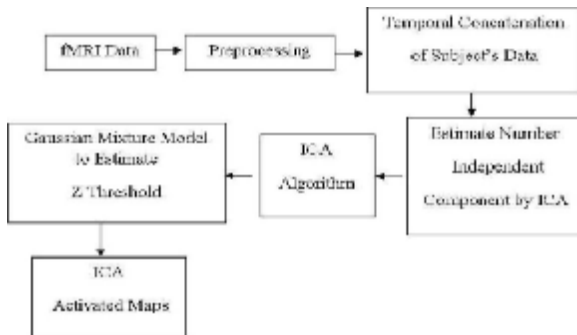 fMRI Data
Preprocessing
Temporal Concatenation
of Subject's Data
Estimate Number
Independent
Component by ICA
ICA
Algorithm
Gaussian Mixture Model
to Estimate
Z Threshold
ICA
Activated Maps